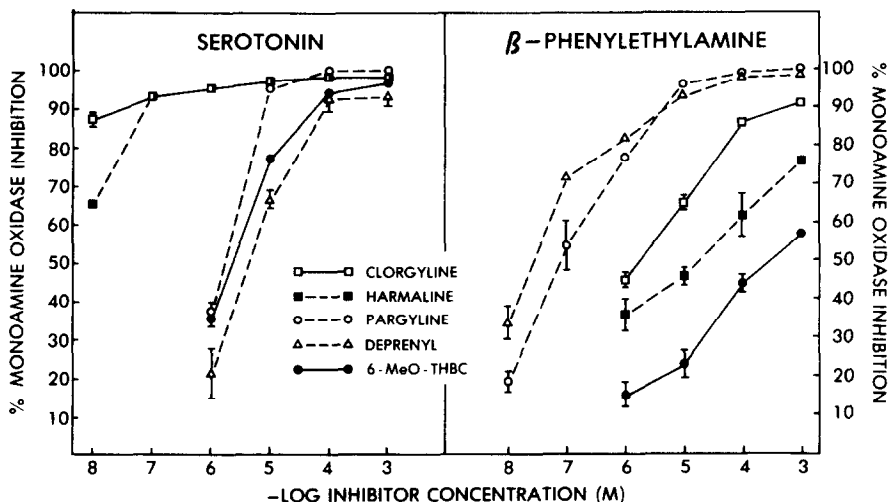 SEROTONIN
β-PHENYLETHYLAMINE
% MONOAMINE OXIDASE INHIBITION
100
90
80
70
60
50
40
30
20
10
CLORGYLINE
HARMALINE
PARGYLINE
DEPRENYL
6-MeO-THBC
100
90
80
70
60
50
40
30
20
10
% MONOAMINE OXIDASE INHIBITION
8 7 6 5 4 3
8 7 6 5 4 3
-LOG INHIBITOR CONCENTRATION (M)